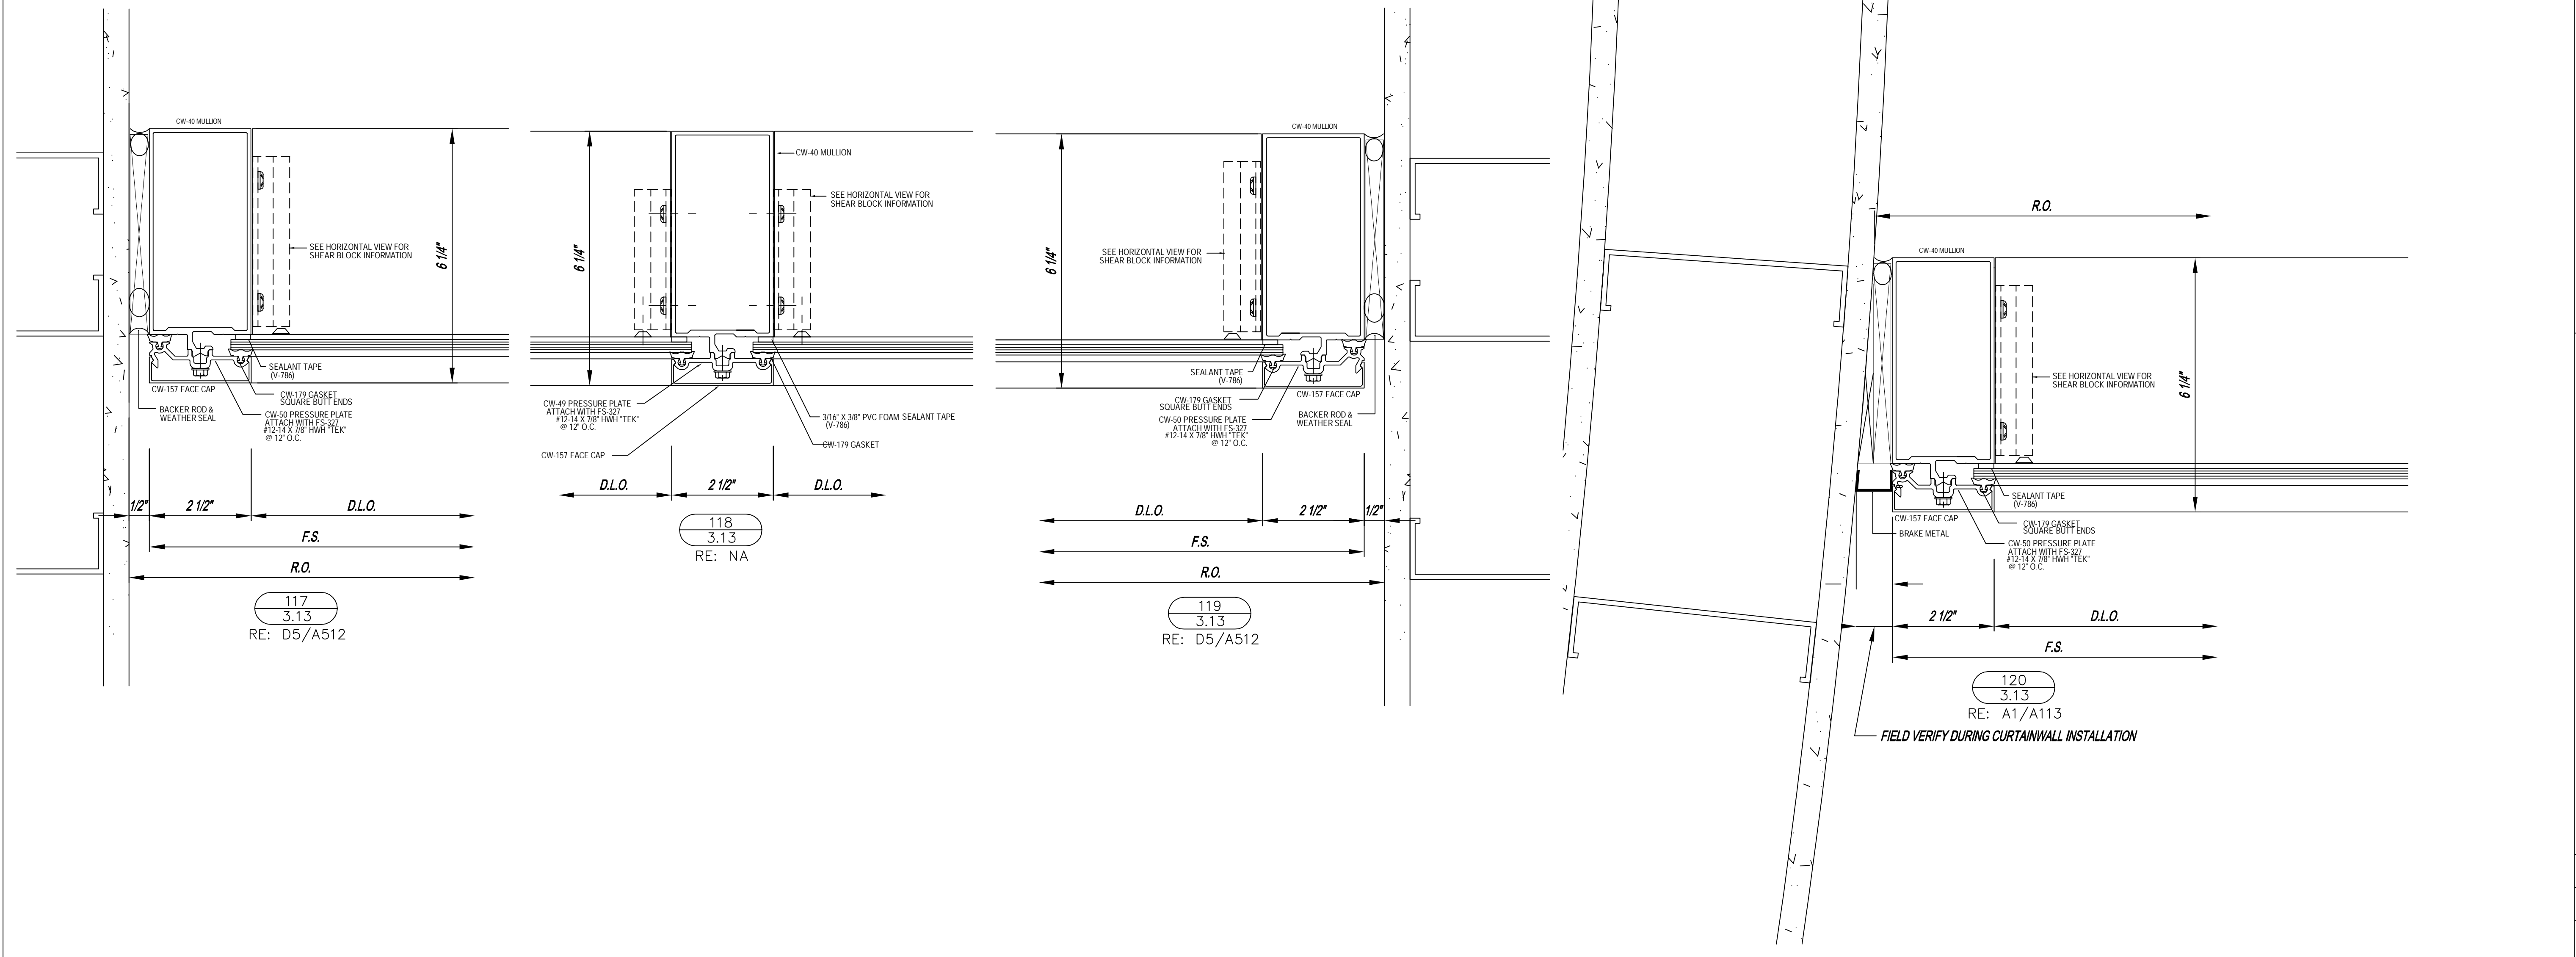 CW-40 MULLION
6 1/4"
SEE HORIZONTAL VIEW FOR
SHEAR BLOCK INFORMATION
SEALANT TAPE
(V-786)
CW-157 FACE CAP
CW-179 GASKET
SQUARE BUTT ENDS
BACKER ROD &
WEATHER SEAL
CW-50 PRESSURE PLATE
ATTACH WITH FS-327
#12-14 X 7/8" HWH "TEK"
@ 12" O.C.
1/2"
2 1/2"
D.L.O.
F.S.
R.O.
117
3.13
RE: D5/A512
CW-40 MULLION
SEE HORIZONTAL VIEW FOR
SHEAR BLOCK INFORMATION
6 1/4"
CW-49 PRESSURE PLATE
ATTACH WITH FS-327
#12-14 X 7/8" HWH "TEK"
@ 12" O.C.
3/16" X 3/8" PVC FOAM SEALANT TAPE
(V-786)
CW-179 GASKET
CW-157 FACE CAP
D.L.O.
2 1/2"
D.L.O.
118
3.13
RE: NA
CW-40 MULLION
6 1/4"
SEE HORIZONTAL VIEW FOR
SHEAR BLOCK INFORMATION
SEALANT TAPE
(V-786)
CW-157 FACE CAP
CW-179 GASKET
SQUARE BUTT ENDS
BACKER ROD &
WEATHER SEAL
CW-50 PRESSURE PLATE
ATTACH WITH FS-327
#12-14 X 7/8" HWH "TEK"
@ 12" O.C.
D.L.O.
2 1/2"
1/2"
F.S.
R.O.
119
3.13
RE: D5/A512
R.O.
CW-40 MULLION
SEE HORIZONTAL VIEW FOR
SHEAR BLOCK INFORMATION
6 1/4"
SEALANT TAPE
(V-786)
CW-157 FACE CAP
CW-179 GASKET
SQUARE BUTT ENDS
BRAKE METAL
CW-50 PRESSURE PLATE
ATTACH WITH FS-327
#12-14 X 7/8" HWH "TEK"
@ 12" O.C.
2 1/2"
D.L.O.
F.S.
120
3.13
RE: A1/A113
FIELD VERIFY DURING CURTAINWALL INSTALLATION